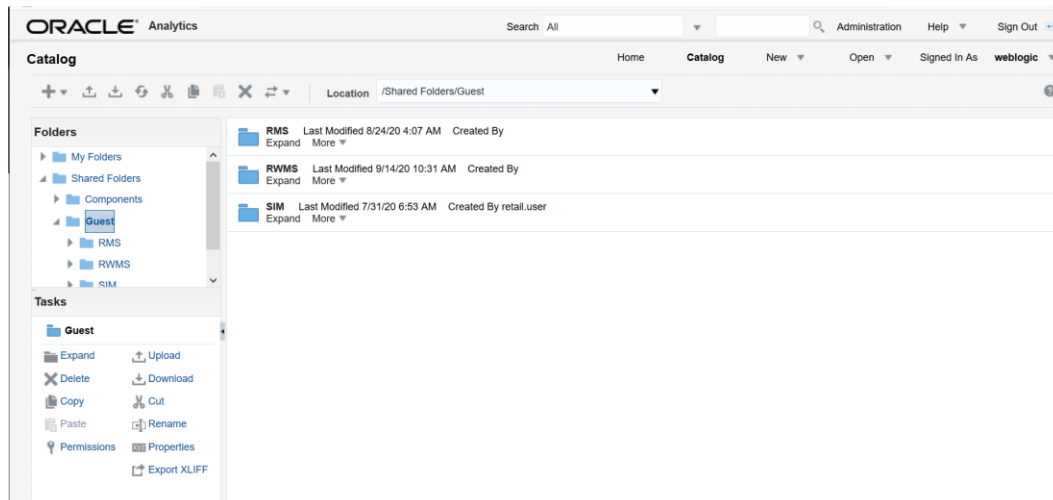 ORACLE Analytics Search All Administration Help Sign Out
Catalog Home Catalog New Open Signed In As weblogic
Location /Shared Folders/Guest
Folders
My Folders
Shared Folders
Components
Guest
RMS
RWMS
SIM
RMS Last Modified 8/24/20 4:07 AM Created By
Expand More
RWMS Last Modified 9/14/20 10:31 AM Created By
Expand More
SIM Last Modified 7/31/20 6:53 AM Created By retail.user
Expand More
Tasks
Guest
Expand Upload
Delete Download
Copy Cut
Paste Rename
Permissions Properties
Export XLIFF